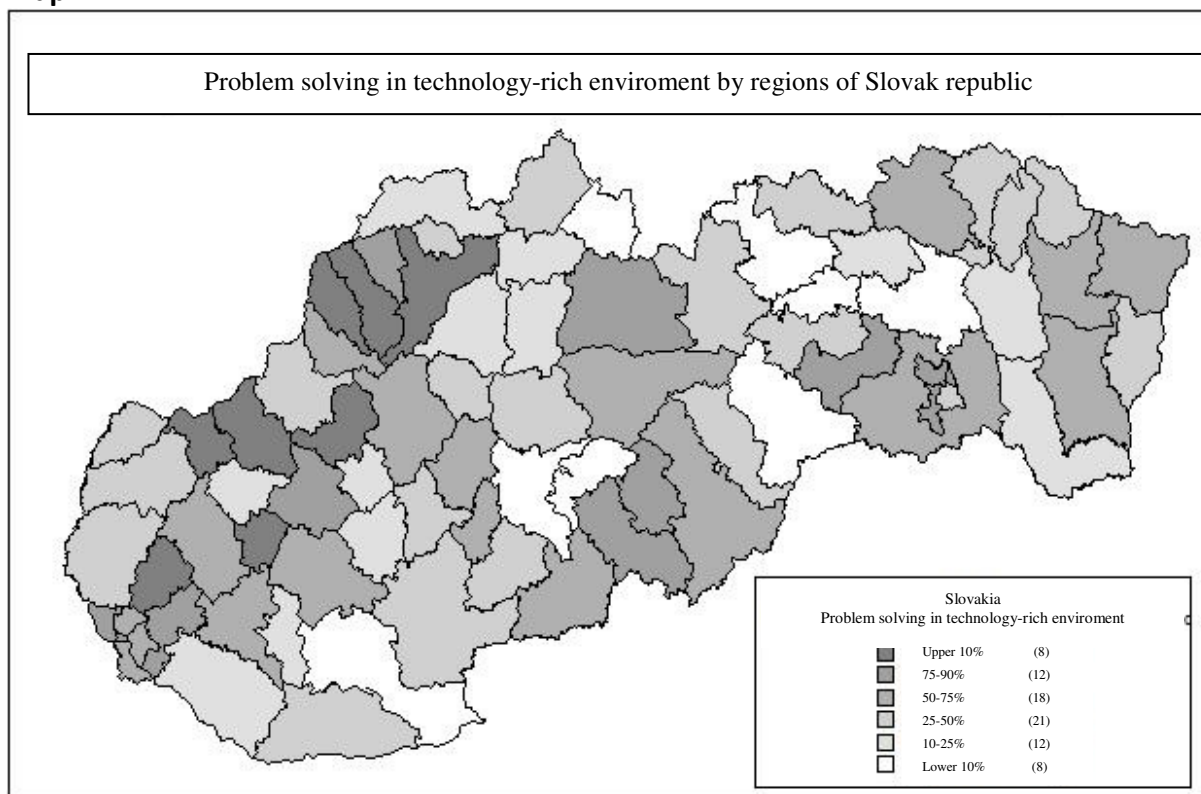 Problem solving in technology-rich enviroment by regions of Slovak republic
Slovakia
Problem solving in technology-rich enviroment
Upper 10% (8)
75-90% (12)
50-75% (18)
25-50% (21)
10-25% (12)
Lower 10% (8)